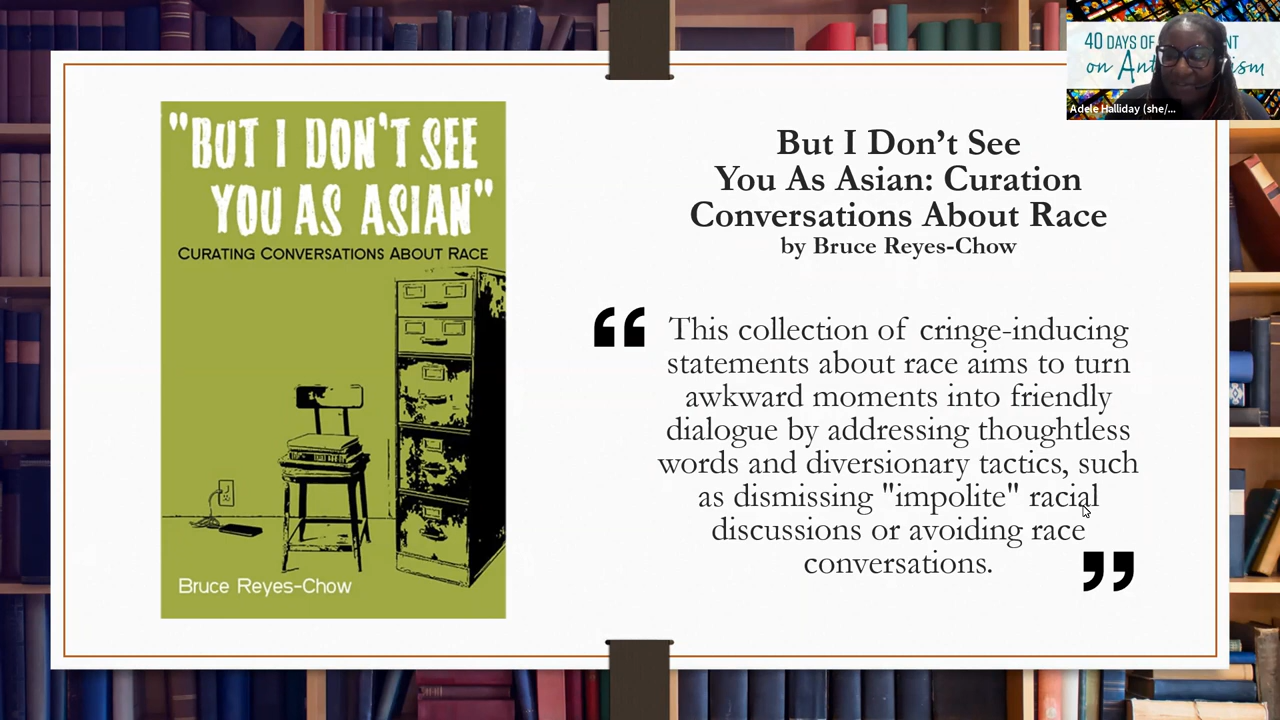 "BUT I DON'T SEE
YOU AS ASIAN"
CURATING CONVERSATIONS ABOUT RACE
Bruce Reyes-Chow
But I Don’t See
You As Asian: Curation
Conversations About Race
by Bruce Reyes-Chow
“ This collection of cringe-inducing
statements about race aims to turn
awkward moments into friendly
dialogue by addressing thoughtless
words and diversionary tactics, such
as dismissing "impolite" racial
discussions or avoiding race
conversations. ”
40 DAYS OF
on
Adele Halliday (she/...